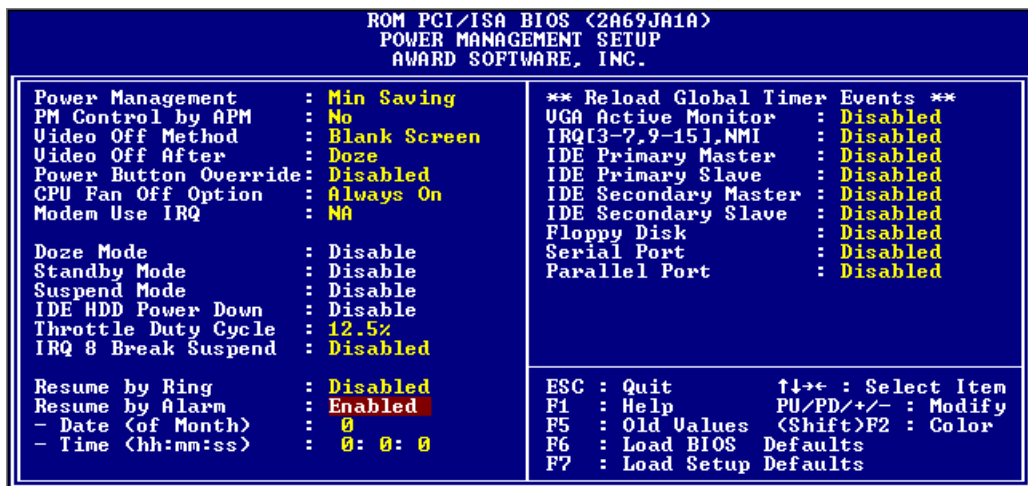 ROM PCI/ISA BIOS (2A69JA1A)
POWER MANAGEMENT SETUP
AWARD SOFTWARE, INC.
Power Management : Min Saving
PM Control by APM : No
Video Off Method : Blank Screen
Video Off After : Doze
Power Button Override: Disabled
CPU Fan Off Option : Always On
Modem Use IRQ : NA
Doze Mode : Disable
Standby Mode : Disable
Suspend Mode : Disable
IDE HDD Power Down : Disable
Throttle Duty Cycle : 12.5%
IRQ 8 Break Suspend : Disabled
Resume by Ring : Disabled
Resume by Alarm : Enabled
- Date (of Month) : 0
- Time (hh:mm:ss) : 0: 0: 0
** Reload Global Timer Events **
VGA Active Monitor : Disabled
IRQ[3-7,9-15],NMI : Disabled
IDE Primary Master : Disabled
IDE Primary Slave : Disabled
IDE Secondary Master : Disabled
IDE Secondary Slave : Disabled
Floppy Disk : Disabled
Serial Port : Disabled
Parallel Port : Disabled
ESC : Quit ↑↓→← : Select Item
F1 : Help PU/PD/+/- : Modify
F5 : Old Values (Shift)F2 : Color
F6 : Load BIOS Defaults
F7 : Load Setup Defaults